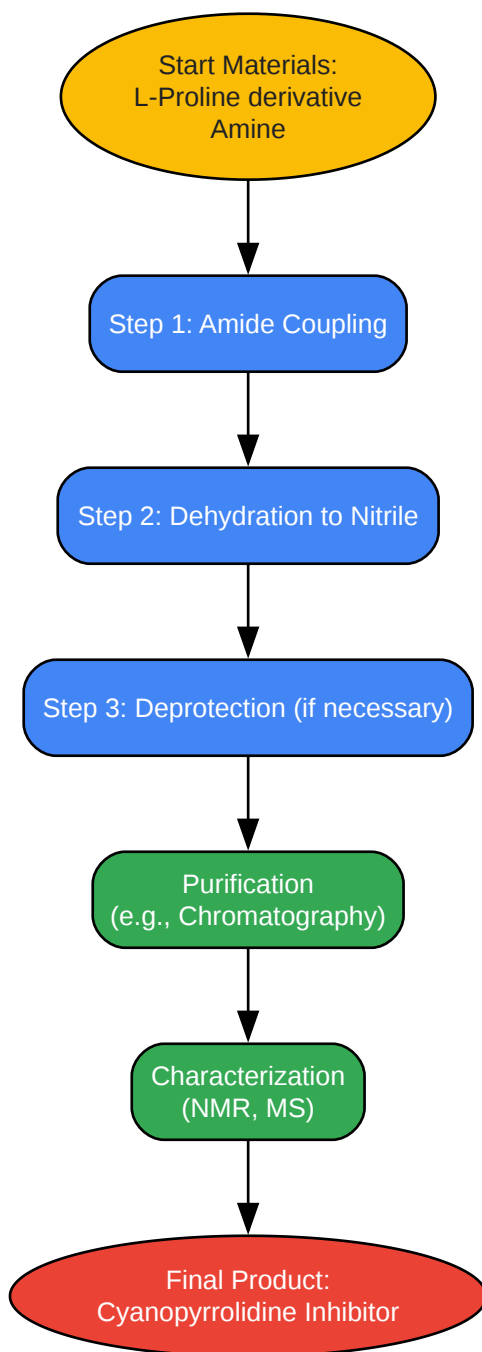 Start Materials:
L-Proline derivative
Amine
Step 1: Amide Coupling
Step 2: Dehydration to Nitrile
Step 3: Deprotection (if necessary)
Purification
(e.g., Chromatography)
Characterization
(NMR, MS)
Final Product:
Cyanopyrrolidine Inhibitor